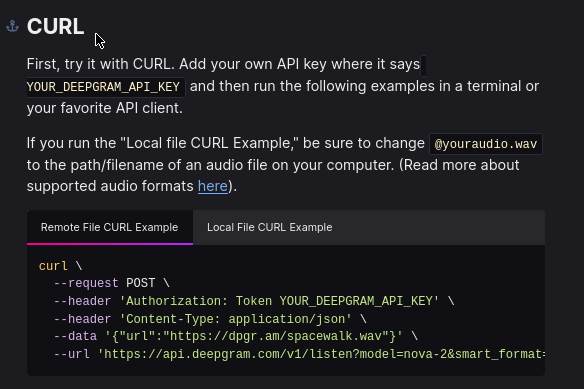 CURL
First, try it with CURL. Add your own API key where it says
YOUR_DEEPGRAM_API_KEY and then run the following examples in a terminal or
your favorite API client.
If you run the "Local file CURL Example," be sure to change @youraudio.wav
to the path/filename of an audio file on your computer. (Read more about
supported audio formats here).
Remote File CURL Example Local File CURL Example
curl \
--request POST \
--header 'Authorization: Token YOUR_DEEPGRAM_API_KEY' \
--header 'Content-Type: application/json' \
--data '{"url":"https://dpgr.am/spacewalk.wav"}' \
--url 'https://api.deepgram.com/v1/listen?model=nova-2&smart_format=